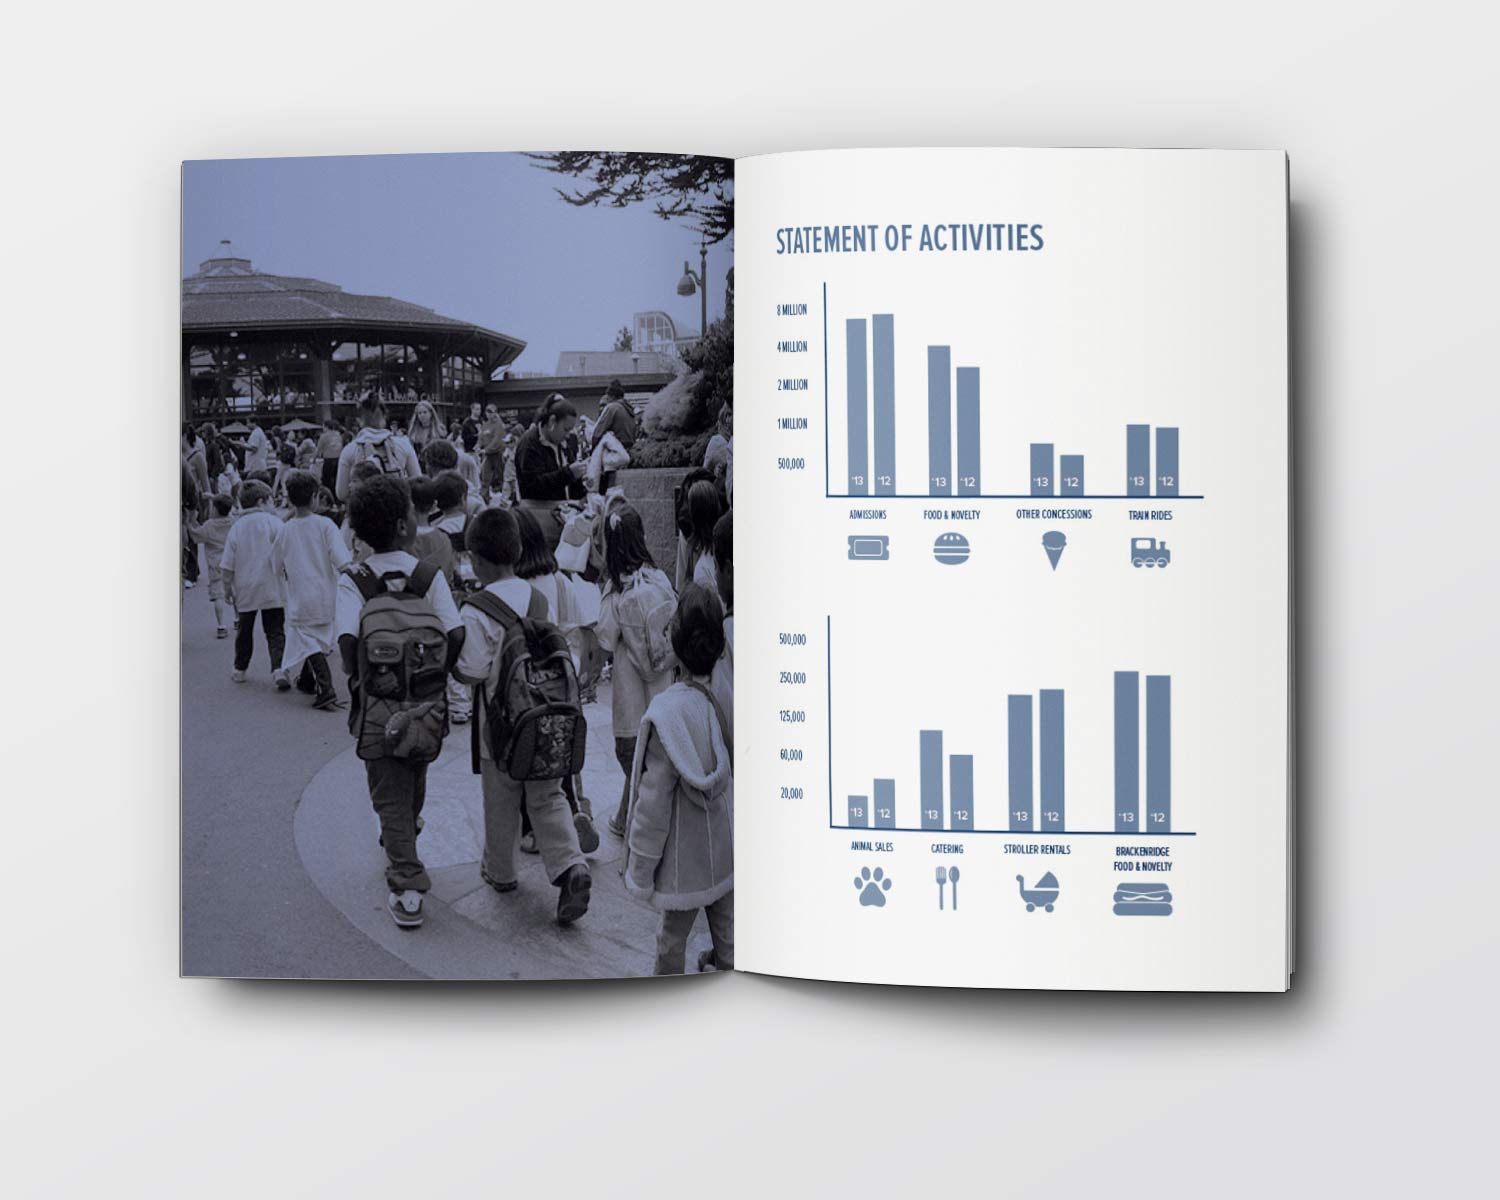 STATEMENT OF ACTIVITIES
8 MILLION
4 MILLION
2 MILLION
1 MILLION
500,000
'13 '12 '13 '12 '13 '12 '13 '12
ADMISSIONS FOOD & NOVELTY OTHER CONCESSIONS TRAIN RIDES
500,000
250,000
125,000
60,000
20,000
'13 '12 '13 '12 '13 '12 '13 '12
ANIMAL SALES CATERING STROLLER RENTALS BRACKENRIDGE
FOOD & NOVELTY